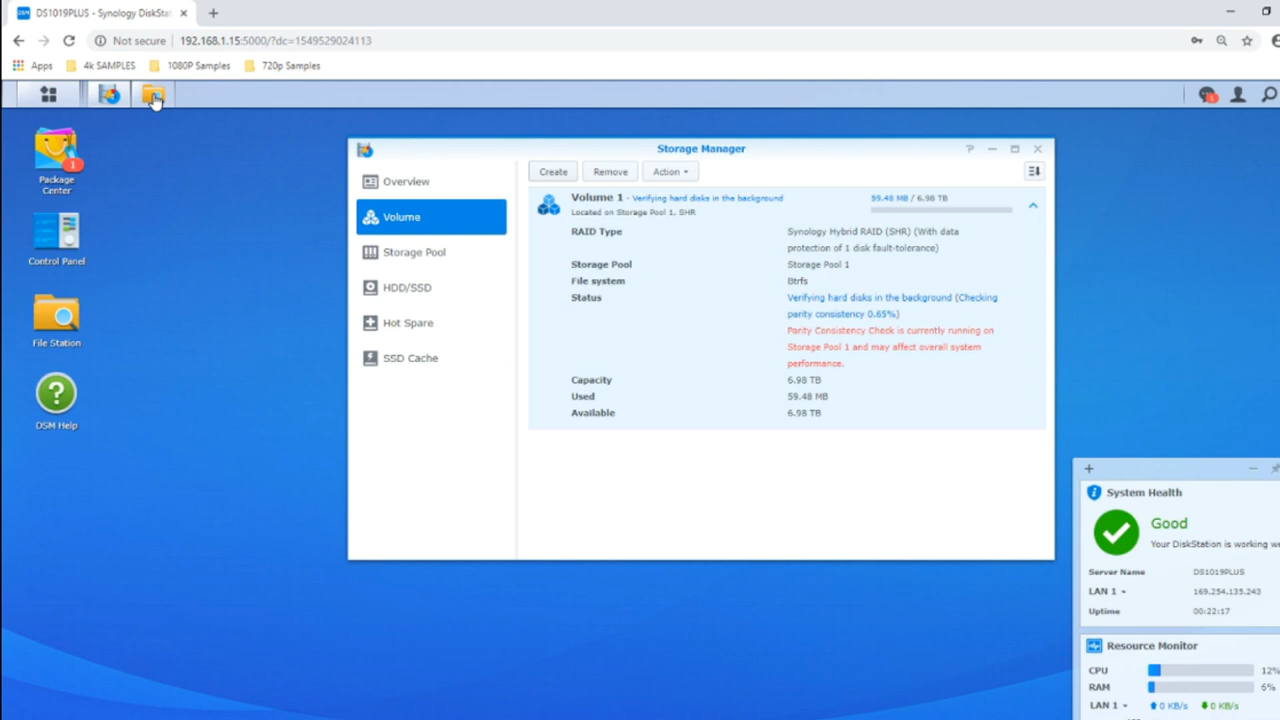 DS1019PLUS - Synology DiskSta
Not secure
192.168.1.15:5000/?dc=1549529024113
Apps
4k SAMPLES
1080P Samples
720p Samples
1
1
Package
Center
Control Panel
File Station
?
DSM Help
Storage Manager
?
Overview
Volume
Storage Pool
HDD/SSD
Hot Spare
SSD Cache
Create
Remove
Action
Volume 1 - Verifying hard disks in the background
59.48 MB / 6.98 TB
Located on Storage Pool 1, SHR
RAID Type
Synology Hybrid RAID (SHR) (With data
protection of 1 disk fault-tolerance)
Storage Pool
Storage Pool 1
File system
Btrfs
Status
Verifying hard disks in the background (Checking
parity consistency 0.65%)
Parity Consistency Check is currently running on
Storage Pool 1 and may affect overall system
performance.
Capacity
6.98 TB
Used
59.48 MB
Available
6.98 TB
System Health
Good
Your DiskStation is working we
Server Name
DS1019PLUS
LAN 1
169.254.135.243
Uptime
00:22:17
Resource Monitor
CPU
12%
RAM
6%
LAN 1
0 KB/s
0 KB/s